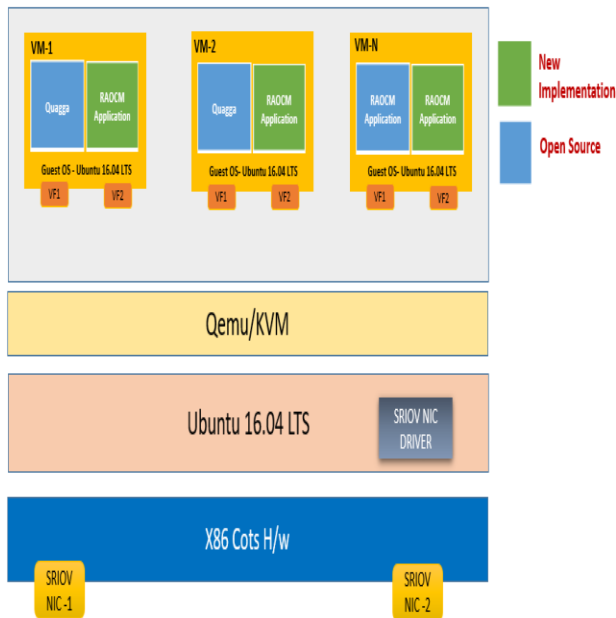 VM-1
Quagga
RAOCM
Application
Guest OS- Ubuntu 16.04 LTS
VF1
VF2
VM-2
Quagga
RAOCM
Application
Guest OS- Ubuntu 16.04 LTS
VF1
VF2
VM-N
RAOCM
Application
RAOCM
Application
Guest OS- Ubuntu 16.04 LTS
VF1
VF2
New
Implementation
Open Source
Qemu/KVM
Ubuntu 16.04 LTS
SRIOV NIC
DRIVER
X86 Cots H/w
SRIOV
NIC -1
SRIOV
NIC -2